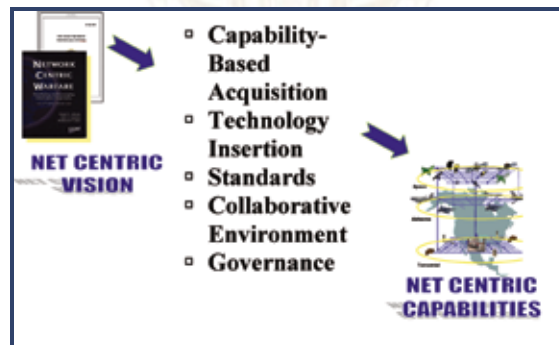 NETWORK
CENTRIC
WARFARE
NET CENTRIC
VISION
▫ Capability-
Based
Acquisition
▫ Technology
Insertion
▫ Standards
▫ Collaborative
Environment
▫ Governance
NET CENTRIC
CAPABILITIES